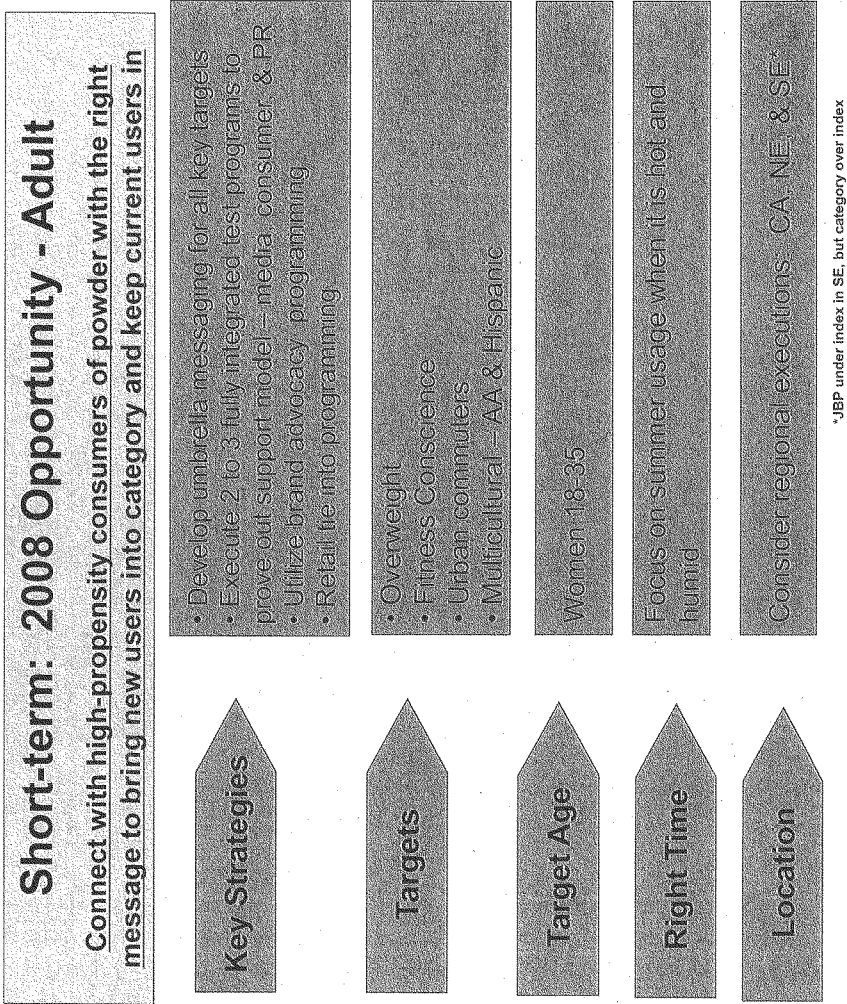 Short-term: 2008 Opportunity - Adult
Connect with high-propensity consumers of powder with the right
message to bring new users into category and keep current users in
Key Strategies
• Develop umbrella messaging for all key targets
• Execute 2 to 3 fully integrated test programs to
prove out support model – media, consumer, & PR
• Utilize brand advocacy programming
• Retail tie into programming
Targets
• Overweight
• Fitness Conscience
• Urban commuters
• Multicultural – AA & Hispanic
Target Age
Women 18-35
Right Time
Focus on summer usage when it is hot and
humid
Location
Consider regional executions: CA, NE, & SE*
*JBP under index in SE, but category over index